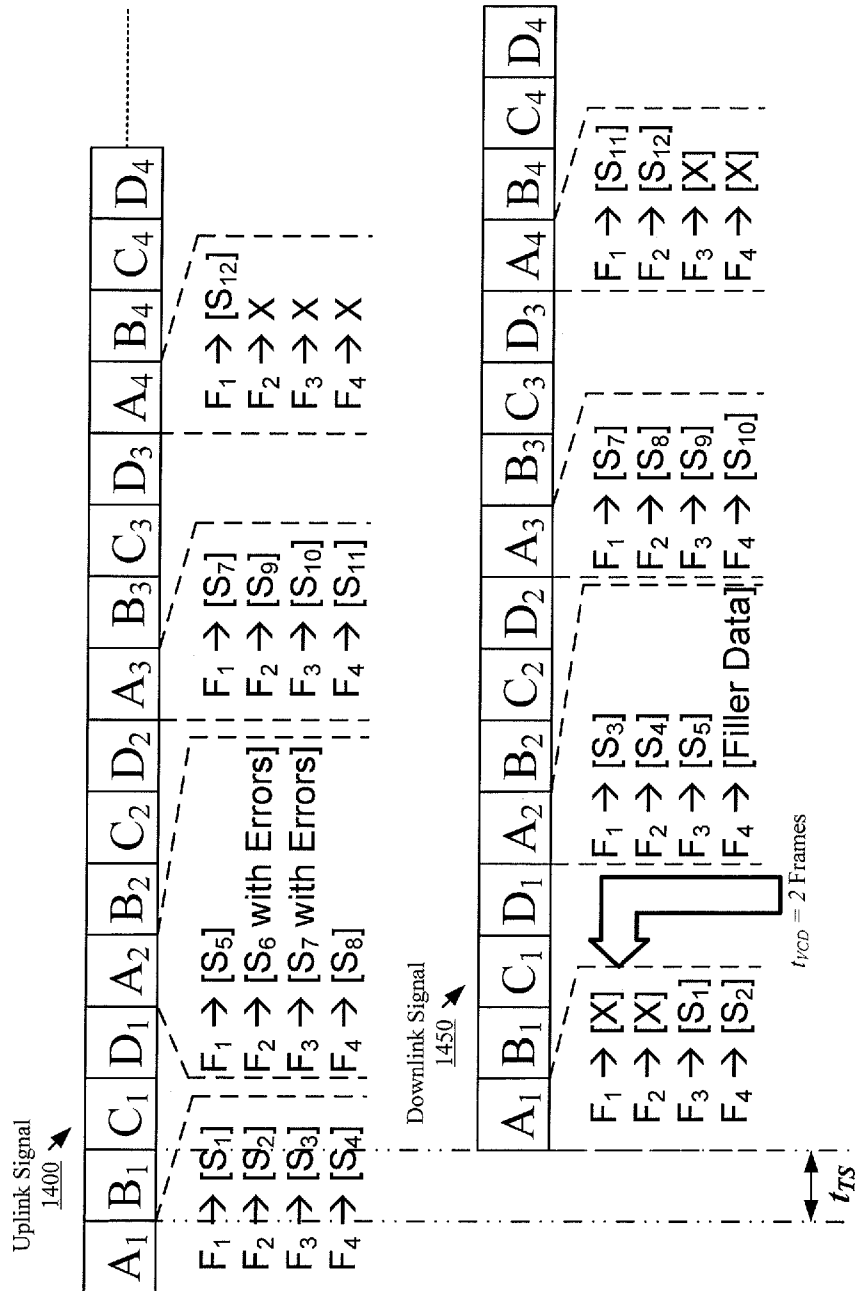 Uplink Signal
1400
A1 B1 C1 D1 A2 B2 C2 D2 A3 B3 C3 D3 A4 B4 C4 D4
F1 → [S1]
F2 → [S2]
F3 → [S3]
F4 → [S4]
F1 → [S5]
F2 → [S6 with Errors]
F3 → [S7 with Errors]
F4 → [S8]
F1 → [S7]
F2 → [S9]
F3 → [S10]
F4 → [S11]
F1 → [S12]
F2 → X
F3 → X
F4 → X
Downlink Signal
1450
A1 B1 C1 D1 A2 B2 C2 D2 A3 B3 C3 D3 A4 B4 C4 D4
F1 → [X]
F2 → [X]
F3 → [S1]
F4 → [S2]
F1 → [S3]
F2 → [S4]
F3 → [S5]
F4 → [Filler Data]
F1 → [S7]
F2 → [S8]
F3 → [S9]
F4 → [S10]
F1 → [S11]
F2 → [S12]
F3 → [X]
F4 → [X]
tVCD = 2 Frames
tTS